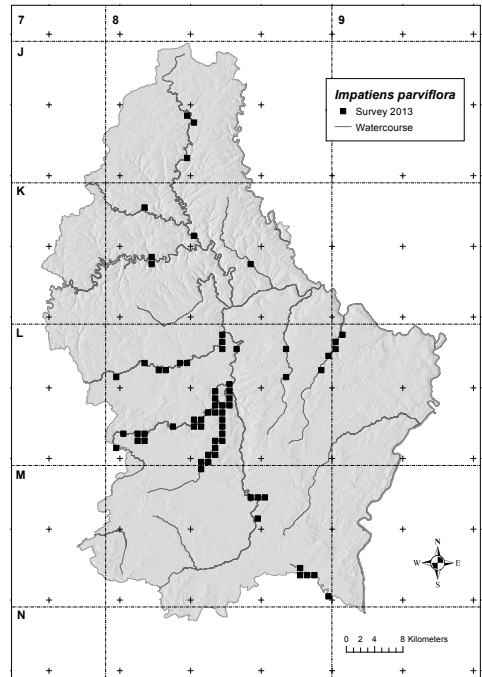 7 8 9
J
Impatiens parviflora
Survey 2013
Watercourse
K
L
M
N
W E
S
N
0 2 4 8 Kilometers